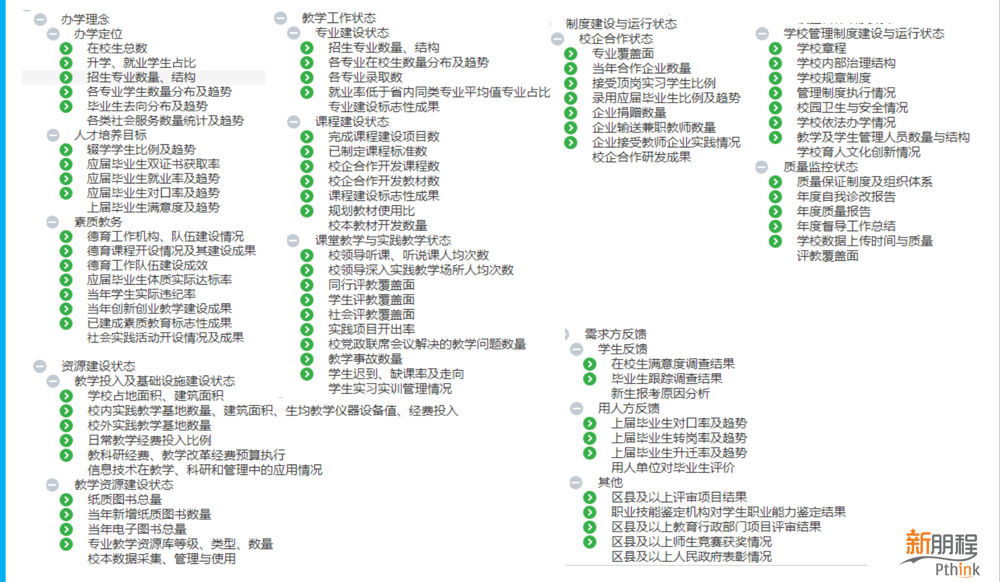 办学理念
办学定位
在校生总数
升学、就业学生占比
招生专业数量、结构
各专业学生数量分布及趋势
毕业生去向分布及趋势
各类社会服务数量统计及趋势
人才培养目标
辍学学生比例及趋势
应届毕业生双证书获取率
应届毕业生就业率及趋势
应届毕业生对口率及趋势
上届毕业生满意度及趋势
素质教务
德育工作机构、队伍建设情况
德育课程开设情况及其建设成果
德育工作队伍建设成效
应届毕业生体质实际达标率
当年学生实际违纪率
当年创新创业教学建设成果
已建成素质教育标志性成果
社会实践活动开设情况及成果
资源建设状态
教学投入及基础设施建设状态
学校占地面积、建筑面积
校内实践教学基地数量、建筑面积、生均教学仪器设备值、经费投入
校外实践教学基地数量
日常教学经费投入比例
教科研经费、教学改革经费预算执行
信息技术在教学、科研和管理中的应用情况
教学资源建设状态
纸质图书总量
当年新增纸质图书数量
当年电子图书总量
专业教学资源库等级、类型、数量
校本数据采集、管理与使用
教学工作状态
专业建设状态
招生专业数量、结构
各专业在校生数量分布及趋势
各专业录取数
就业率低于省内同类专业平均值专业占比
专业建设标志性成果
课程建设状态
完成课程建设项目数
已制定课程标准数
校企合作开发课程数
校企合作开发教材数
课程建设标志性成果
规划教材使用比
校本教材开发数量
课堂教学与实践教学状态
校领导听课、听说课人均次数
校领导深入实践教学场所人均次数
同行评教覆盖面
学生评教覆盖面
社会评教覆盖面
实践项目开出率
校党政联席会议解决的教学问题数量
教学事故数量
学生迟到、缺课率及走向
学生实习实训管理情况
制度建设与运行状态
校企合作状态
专业覆盖面
当年合作企业数量
接受顶岗实习学生比例
录用应届毕业生比例及趋势
企业捐赠数量
企业输送兼职教师数量
企业接受教师企业实践情况
校企合作研发成果
学校管理制度建设与运行状态
学校章程
学校内部治理结构
学校规章制度
管理制度执行情况
校园卫生与安全情况
学校依法办学情况
教学及学生管理人员数量与结构
学校育人文化创新情况
质量监控状态
质量保证制度及组织体系
年度自我诊改报告
年度质量报告
年度督导工作总结
学校数据上传时间与质量
评教覆盖面
需求方反馈
学生反馈
在校生满意度调查结果
毕业生跟踪调查结果
新生报考原因分析
用人方反馈
上届毕业生对口率及趋势
上届毕业生转岗率及趋势
上届毕业生升迁率及趋势
用人单位对毕业生评价
其他
区县及以上评审项目结果
职业技能鉴定机构对学生职业能力鉴定结果
区县及以上教育行政部门项目评审结果
区县及以上师生竞赛获奖情况
区县及以上人民政府表彰情况
新朋程
Pthink